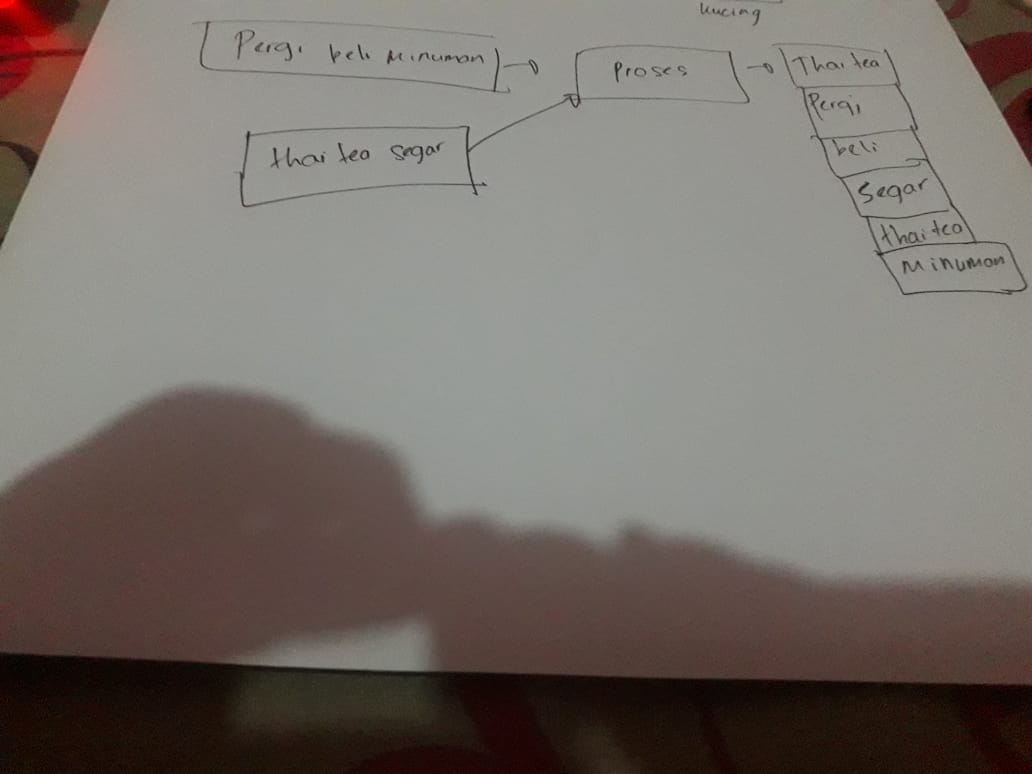 kucing
Pergi beli Minuman
Proses
Thai tea
Pergi
beli
Segar
thai tea
Minuman
thai tea segar